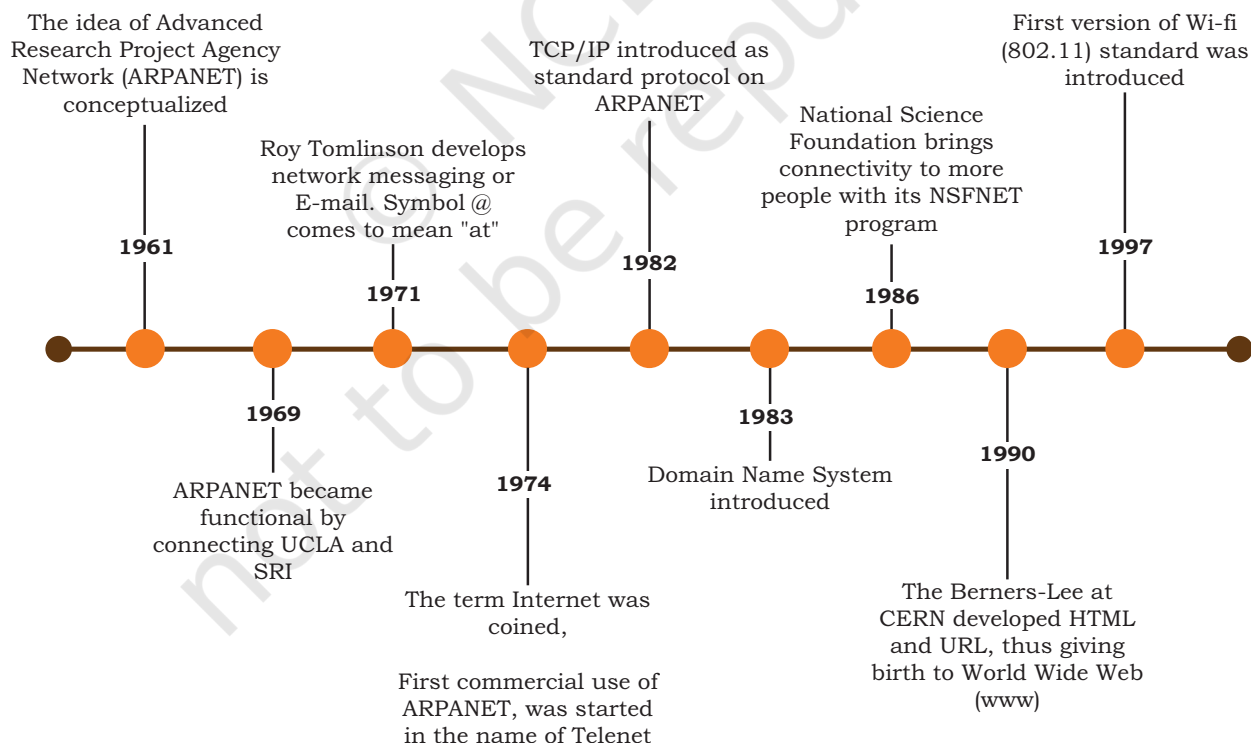 The idea of Advanced
Research Project Agency
Network (ARPANET) is
conceptualized
1961
ARPANET became
functional by
connecting UCLA and
SRI
1969
Roy Tomlinson develops
network messaging or
E-mail. Symbol @
comes to mean "at"
1971
1974
The term Internet was
coined,
First commercial use of
ARPANET, was started
in the name of Telenet
TCP/IP introduced as
standard protocol on
ARPANET
1982
1983
Domain Name System
introduced
National Science
Foundation brings
connectivity to more
people with its NSFNET
program
1986
1990
The Berners-Lee at
CERN developed HTML
and URL, thus giving
birth to World Wide Web
(www)
First version of Wi-fi
(802.11) standard was
introduced
1997
not to be repu